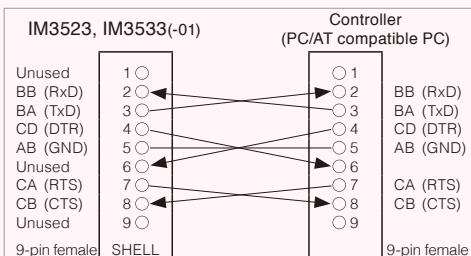 IM3523, IM3533(-01)
Controller
(PC/AT compatible PC)
Unused 1 1
BB (RxD) 2 2 BB (RxD)
BA (TxD) 3 3 BA (TxD)
CD (DTR) 4 4 CD (DTR)
AB (GND) 5 5 AB (GND)
Unused 6 6
CA (RTS) 7 7 CA (RTS)
CB (CTS) 8 8 CB (CTS)
Unused 9 9
9-pin female SHELL 9-pin female